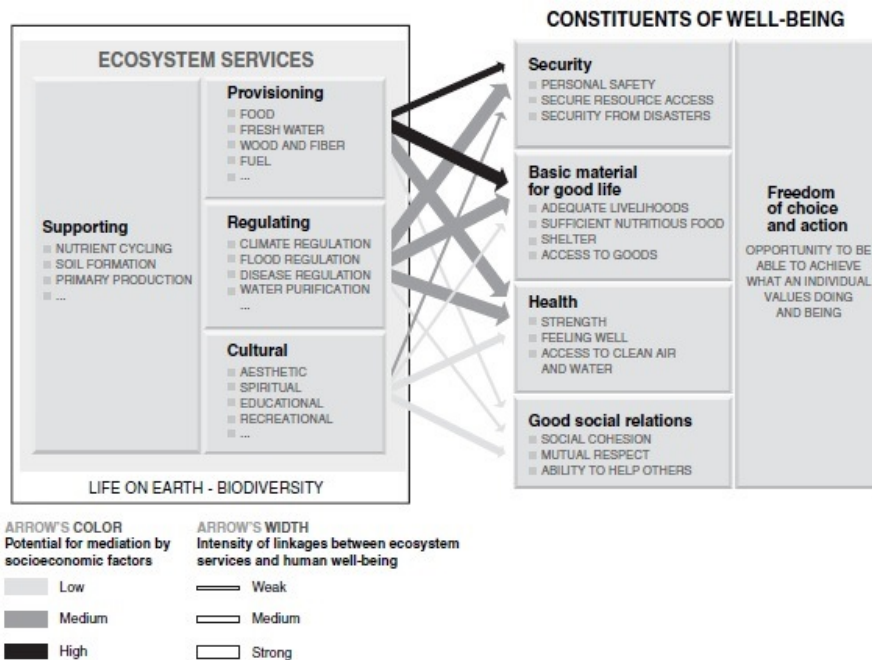 CONSTITUENTS OF WELL-BEING
ECOSYSTEM SERVICES
Supporting
NUTRIENT CYCLING
SOIL FORMATION
PRIMARY PRODUCTION
...
Provisioning
FOOD
FRESH WATER
WOOD AND FIBER
FUEL
...
Regulating
CLIMATE REGULATION
FLOOD REGULATION
DISEASE REGULATION
WATER PURIFICATION
...
Cultural
AESTHETIC
SPIRITUAL
EDUCATIONAL
RECREATIONAL
...
LIFE ON EARTH - BIODIVERSITY
Security
PERSONAL SAFETY
SECURE RESOURCE ACCESS
SECURITY FROM DISASTERS
Basic material
for good life
ADEQUATE LIVELIHOODS
SUFFICIENT NUTRITIOUS FOOD
SHELTER
ACCESS TO GOODS
Health
STRENGTH
FEELING WELL
ACCESS TO CLEAN AIR
AND WATER
Good social relations
SOCIAL COHESION
MUTUAL RESPECT
ABILITY TO HELP OTHERS
Freedom
of choice
and action
OPPORTUNITY TO BE
ABLE TO ACHIEVE
WHAT AN INDIVIDUAL
VALUES DOING
AND BEING
ARROW'S COLOR
Potential for mediation by
socioeconomic factors
Low
Medium
High
ARROW'S WIDTH
Intensity of linkages between ecosystem
services and human well-being
Weak
Medium
Strong